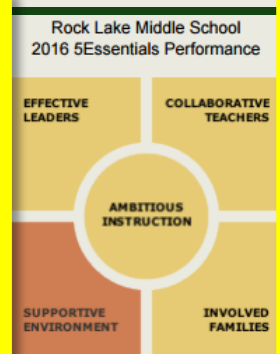 Rock Lake Middle School
2016 5Essentials Performance
EFFECTIVE
LEADERS
COLLABORATIVE
TEACHERS
AMBITIOUS
INSTRUCTION
SUPPORTIVE
ENVIRONMENT
INVOLVED
FAMILIES